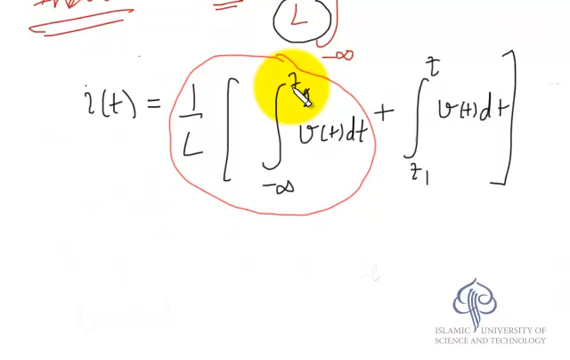 L
-∞
i(t) = 1/L [ ∫_{-∞}^{t₁} v(t)dt + ∫_{t₁}^{t} v(t)dt ]
ISLAMIC UNIVERSITY OF
SCIENCE AND TECHNOLOGY